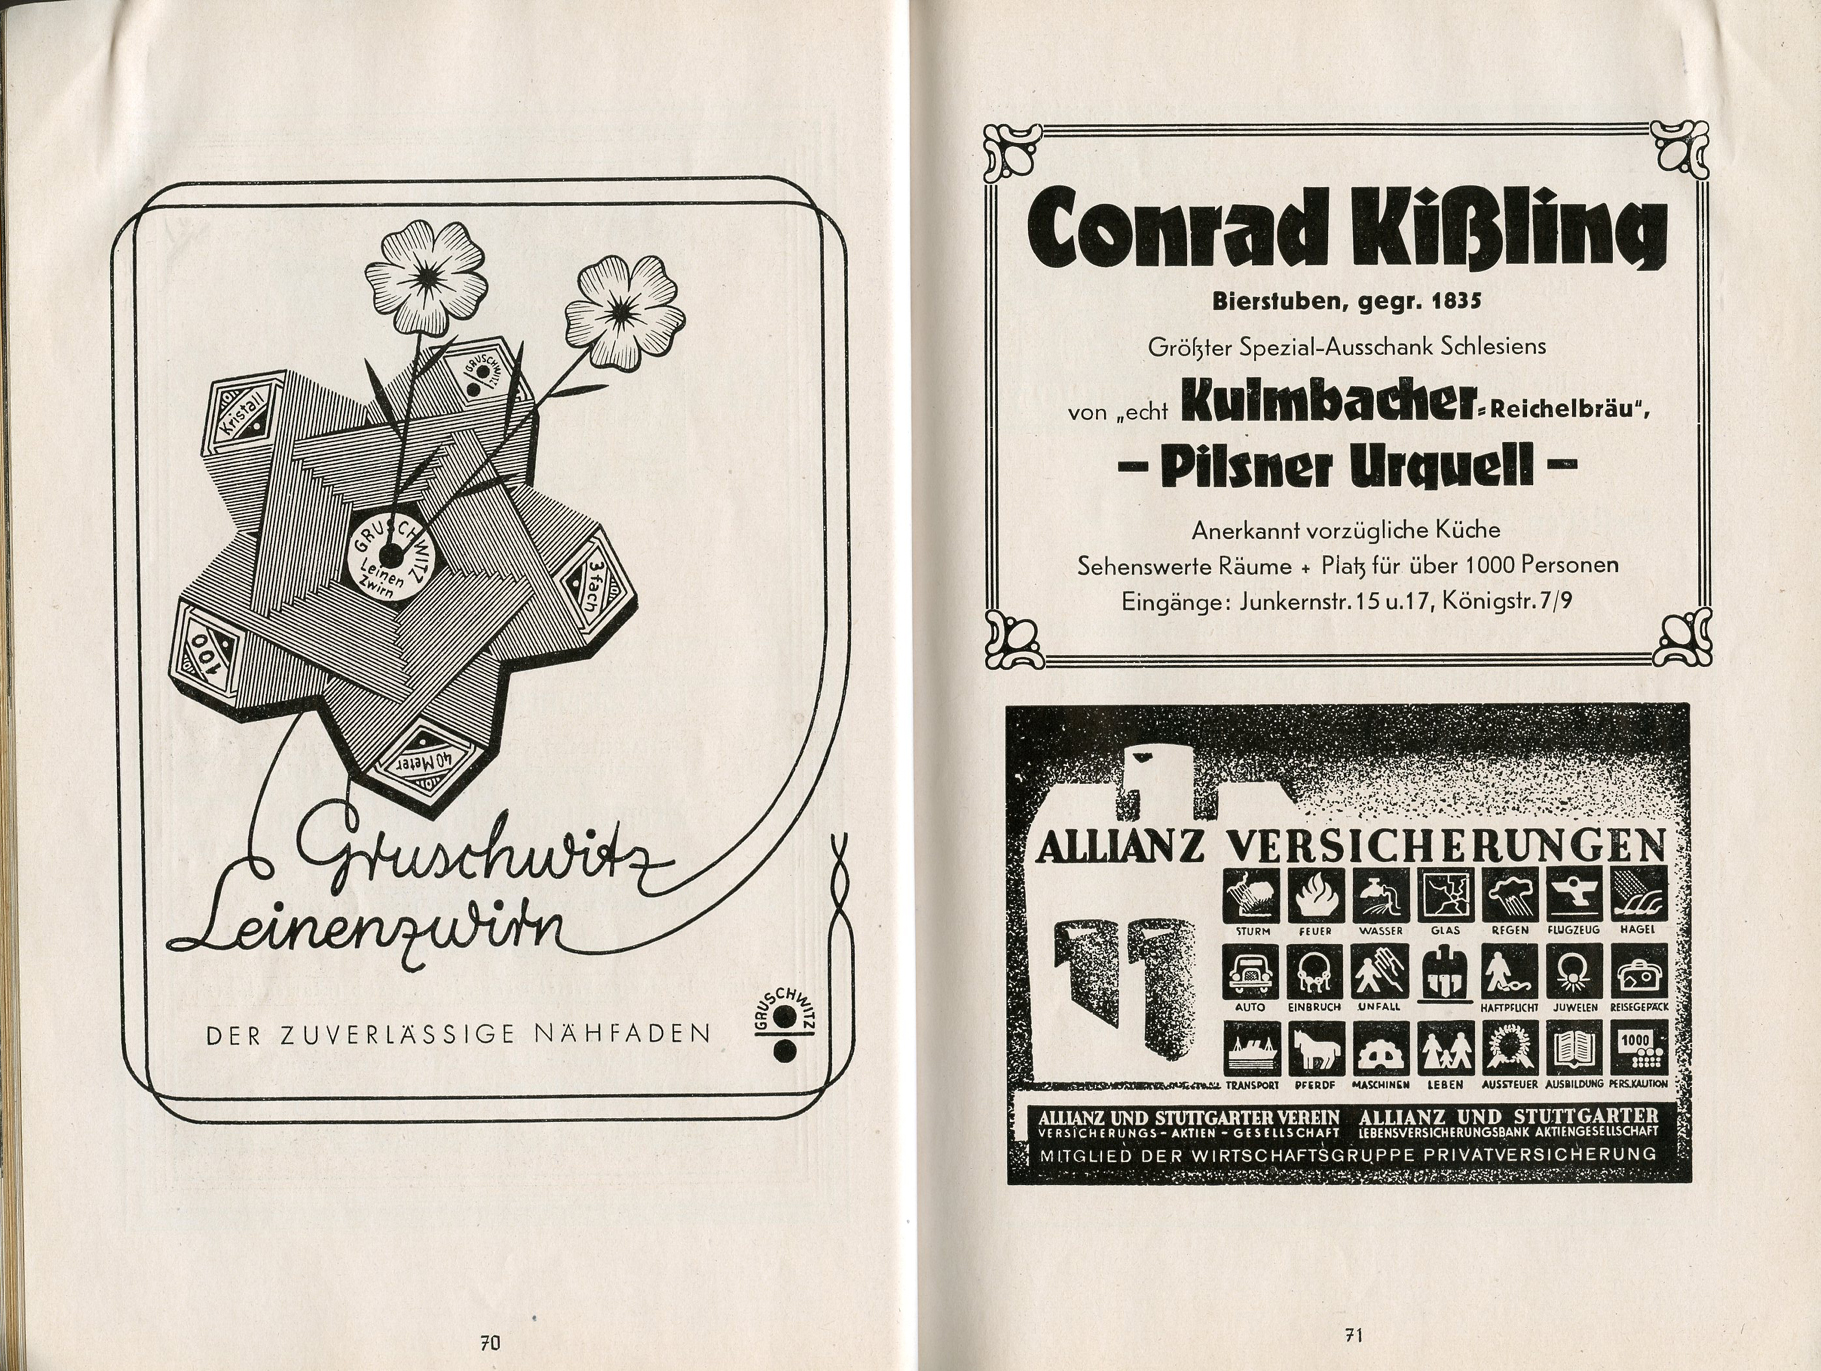 Kristall
GRUSCHWITZ
GRUSCHWITZ
Leinen
Zwirn
3 fach
100
40 Meter
Gruschwitz
Leinenzwirn
DER ZUVERLÄSSIGE NÄHFADEN
GRUSCHWITZ
70
Conrad Kißling
Bierstuben, gegr. 1835
Größter Spezial-Ausschank Schlesiens
von „echt Kulmbacher=Reichelbräu“,
– Pilsner Urquell –
Anerkannt vorzügliche Küche
Sehenswerte Räume + Platz für über 1000 Personen
Eingänge: Junkernstr. 15 u. 17, Königstr. 7/9
ALLIANZ VERSICHERUNGEN
STURM FEUER WASSER GLAS REGEN FLUGZEUG HAGEL
AUTO EINBRUCH UNFALL HAFTPFLICHT JUWELEN REISEGEPÄCK
1000
TRANSPORT PFERDE MASCHINEN LEBEN AUSSTEUER AUSBILDUNG PERS.KAUTION
ALLIANZ UND STUTTGARTER VEREIN
VERSICHERUNGS-AKTIEN-GESELLSCHAFT
ALLIANZ UND STUTTGARTER
LEBENSVERSICHERUNGSBANK AKTIENGESELLSCHAFT
MITGLIED DER WIRTSCHAFTSGRUPPE PRIVATVERSICHERUNG
71